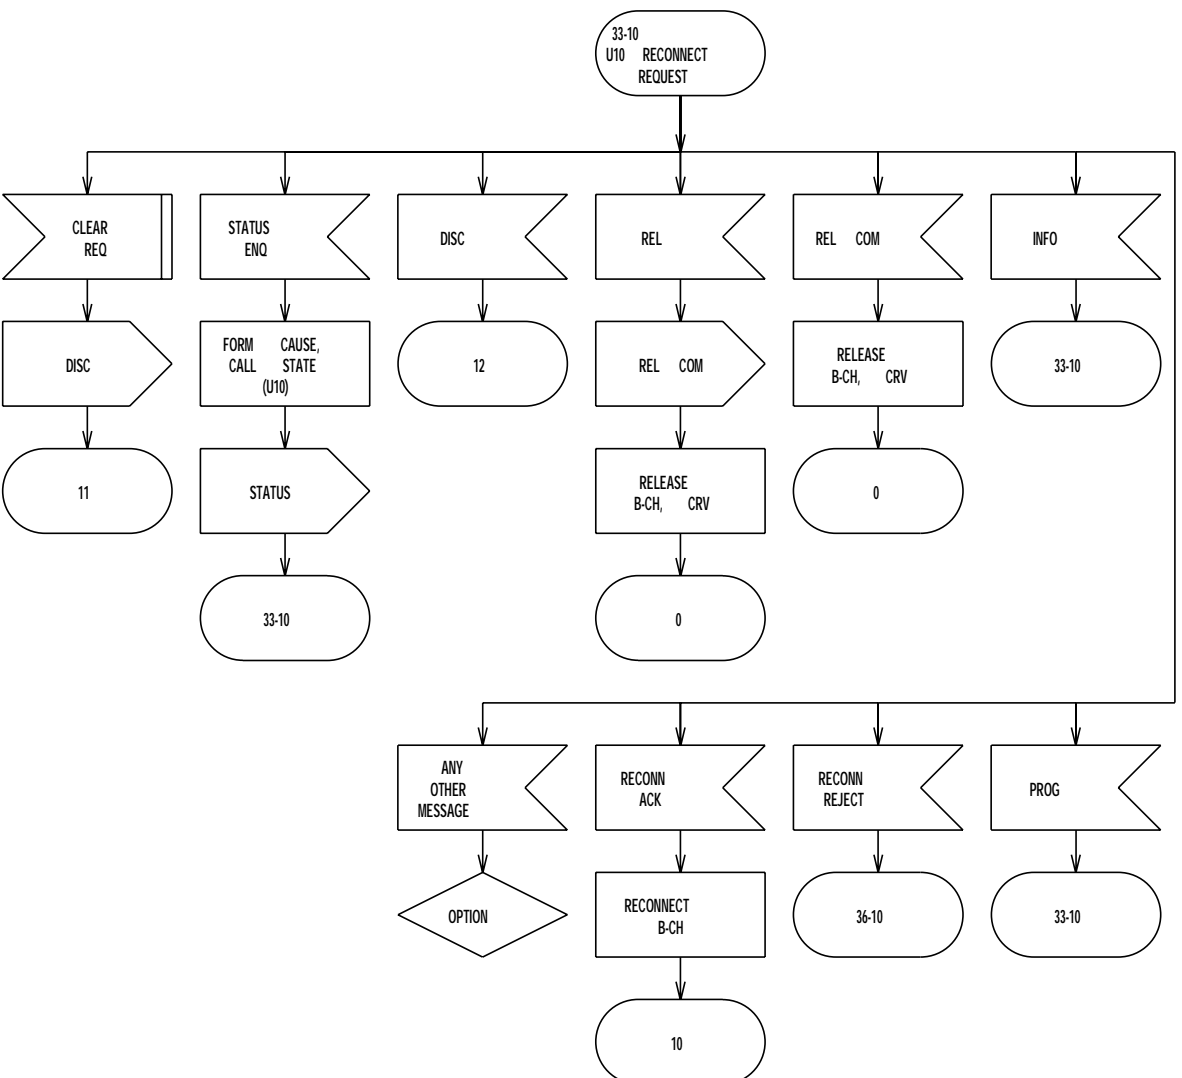 33-10
U10 RECONNECT
REQUEST
CLEAR
REQ
STATUS
ENQ
DISC
REL
REL COM
INFO
DISC
FORM CAUSE,
CALL STATE
(U10)
12
REL COM
RELEASE
B-CH, CRV
33-10
11
STATUS
RELEASE
B-CH, CRV
0
33-10
0
ANY
OTHER
MESSAGE
RECONN
ACK
RECONN
REJECT
PROG
OPTION
RECONNECT
B-CH
36-10
33-10
10